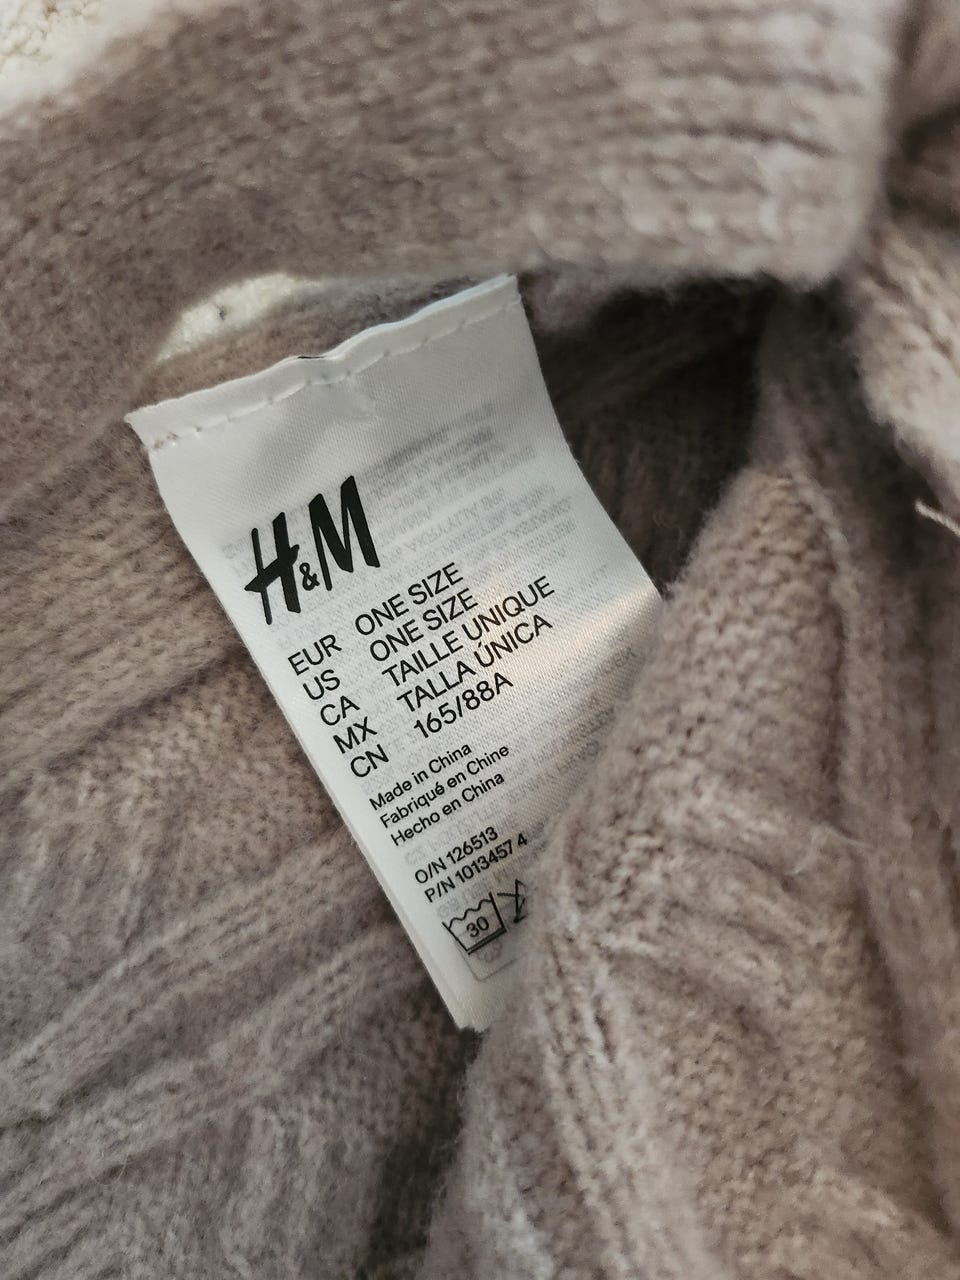 H&M
EUR ONE SIZE
US ONE SIZE
CA TAILLE UNIQUE
MX TALLA ÚNICA
CN 165/88A
Made in China
Fabriqué en Chine
Hecho en China
O/N 126513
P/N 1013457 4
30